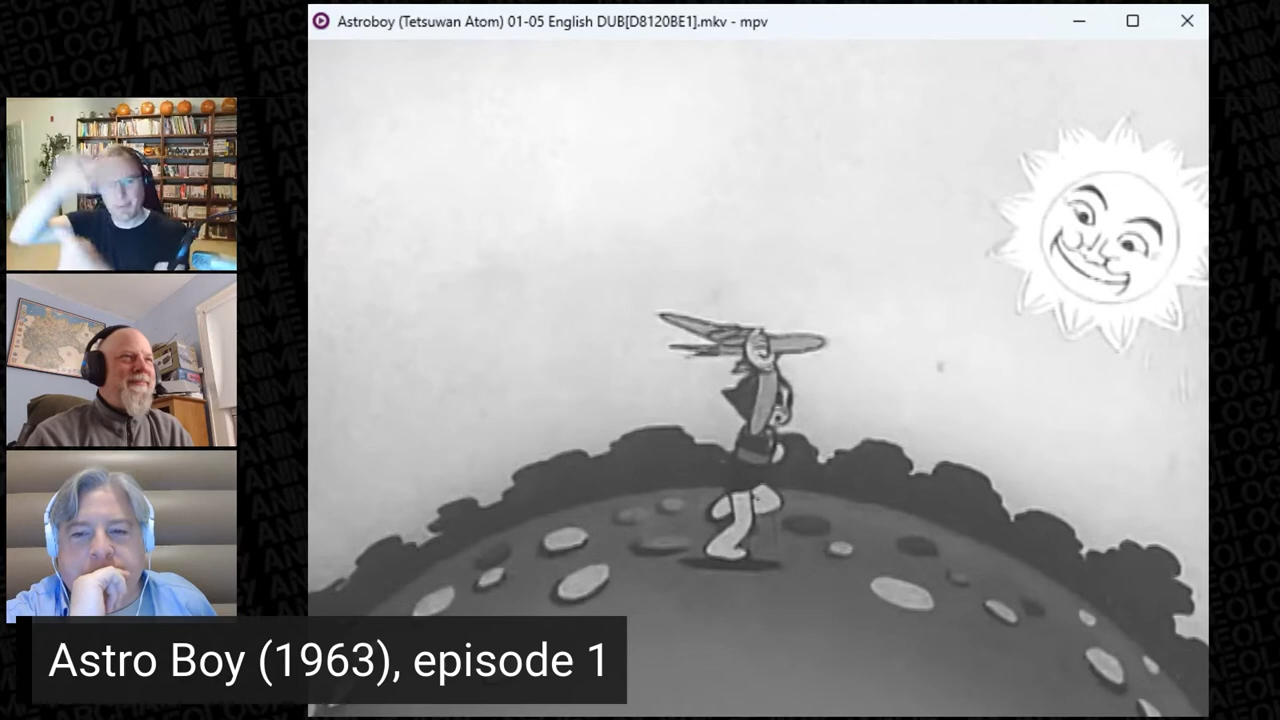 Astroboy (Tetsuwan Atom) 01-05 English DUB[D8120BE1].mkv - mpv
Astro Boy (1963), episode 1